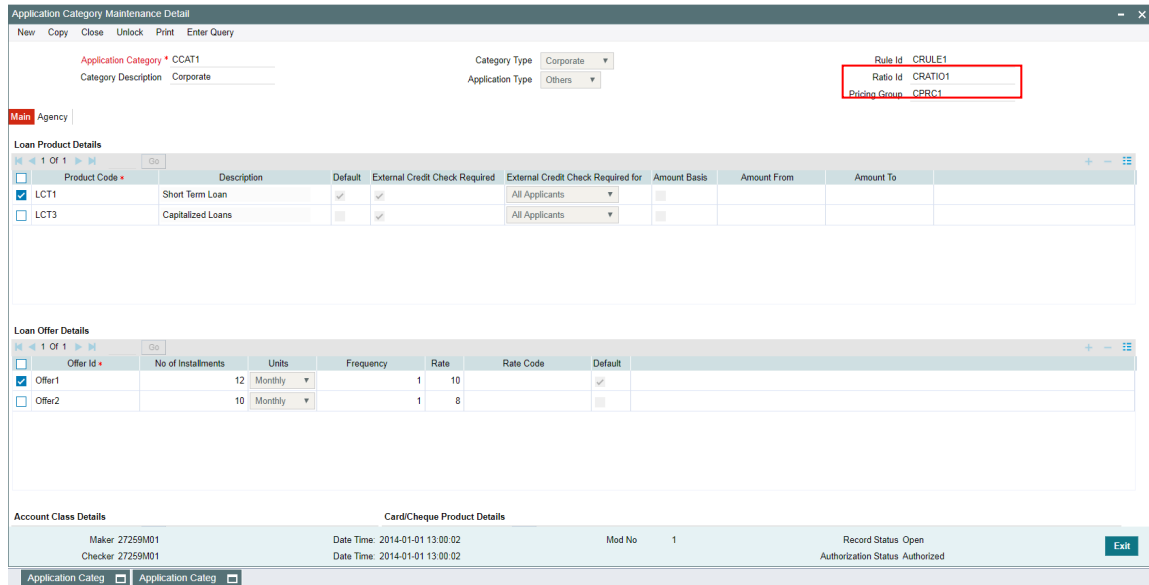 Application Category Maintenance Detail
New Copy Close Unlock Print Enter Query
Application Category * CCAT1 Category Type Corporate Rule Id CRULE1
Category Description Corporate Application Type Others Ratio Id CRATIO1
Pricing Group CPRC1
Main Agency
Loan Product Details
1 Of 1 Go
Product Code * Description Default External Credit Check Required External Credit Check Required for Amount Basis Amount From Amount To
LCT1 Short Term Loan All Applicants
LCT3 Capitalized Loans All Applicants
Loan Offer Details
1 Of 1 Go
Offer Id * No of Installments Units Frequency Rate Rate Code Default
Offer1 12 Monthly 1 10
Offer2 10 Monthly 1 8
Account Class Details Card/Cheque Product Details
Maker 27259M01 Date Time: 2014-01-01 13:00:02 Mod No 1 Record Status Open
Checker 27259M01 Date Time: 2014-01-01 13:00:02 Authorization Status Authorized
Exit
Application Categ Application Categ